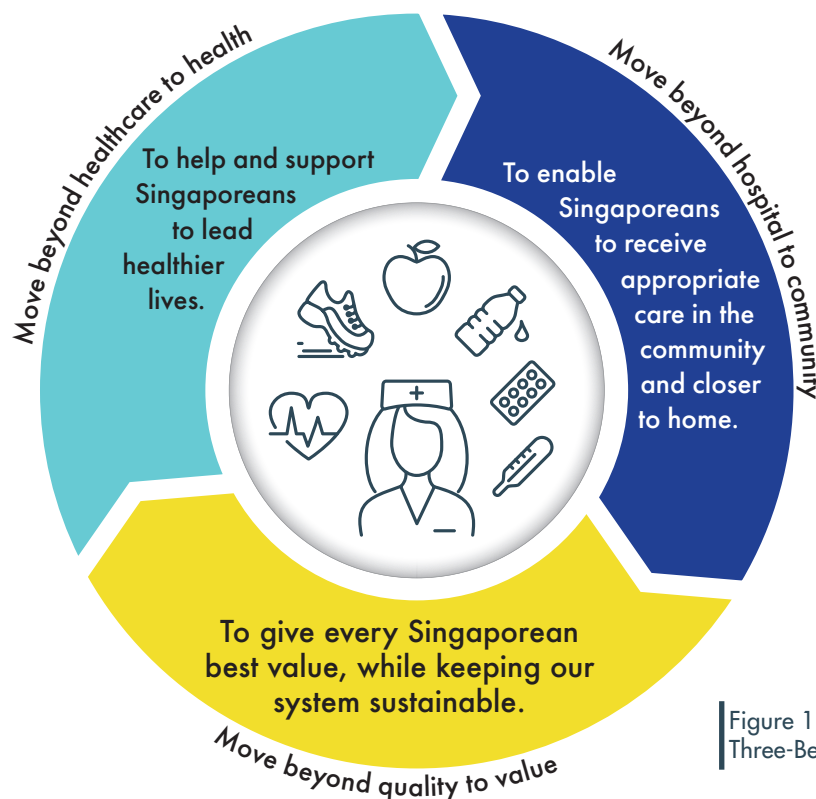 Move beyond healthcare to health
To help and support
Singaporeans
to lead
healthier
lives.
Move beyond hospital to community
To enable
Singaporeans
to receive
appropriate
care in the
community
and closer
to home.
To give every Singaporean
best value, while keeping our
system sustainable.
Move beyond quality to value
Figure 1
Three-Be